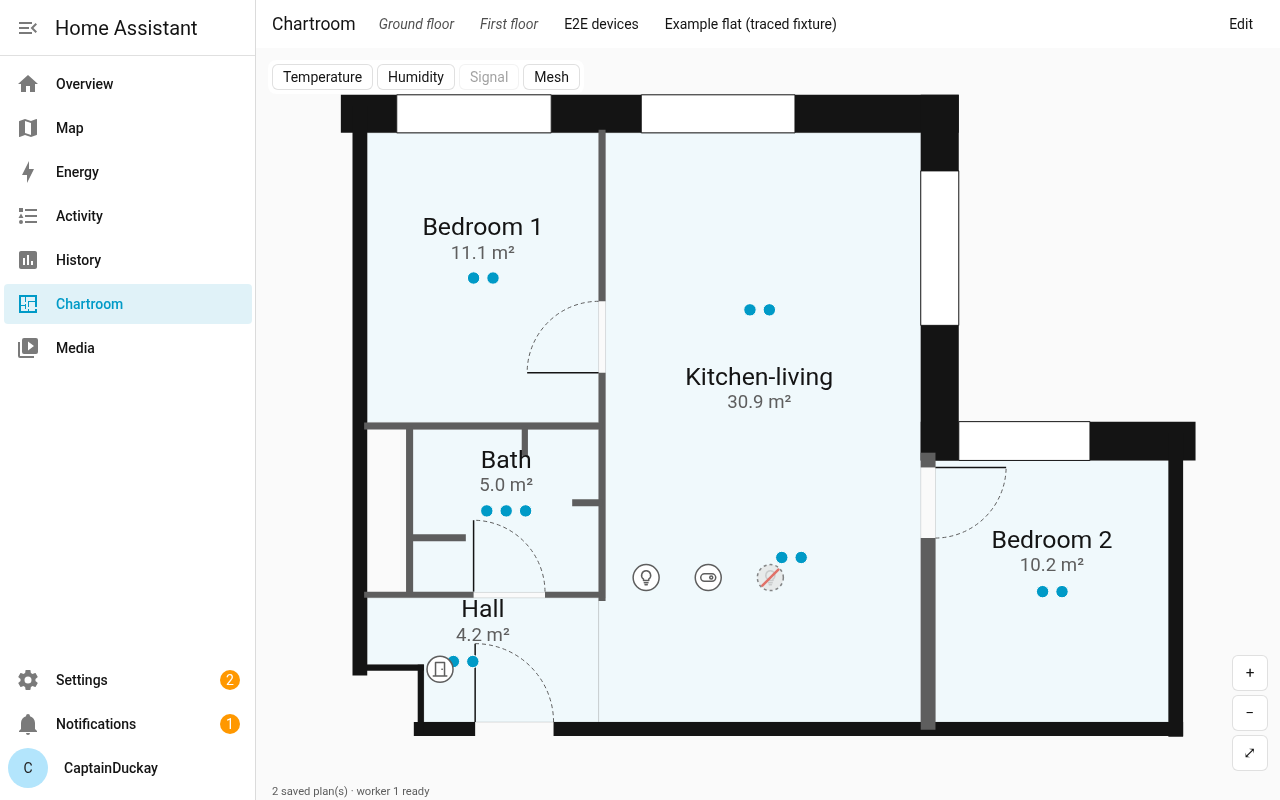 Home Assistant
Overview
Map
Energy
Activity
History
Chartroom
Media
Settings 2
Notifications 1
C CaptainDuckay
Chartroom Ground floor First floor E2E devices Example flat (traced fixture) Edit
Temperature Humidity Signal Mesh
Bedroom 1
11.1 m²
Kitchen-living
30.9 m²
Bath
5.0 m²
Bedroom 2
10.2 m²
Hall
4.2 m²
+
−
⤢
2 saved plan(s) · worker 1 ready